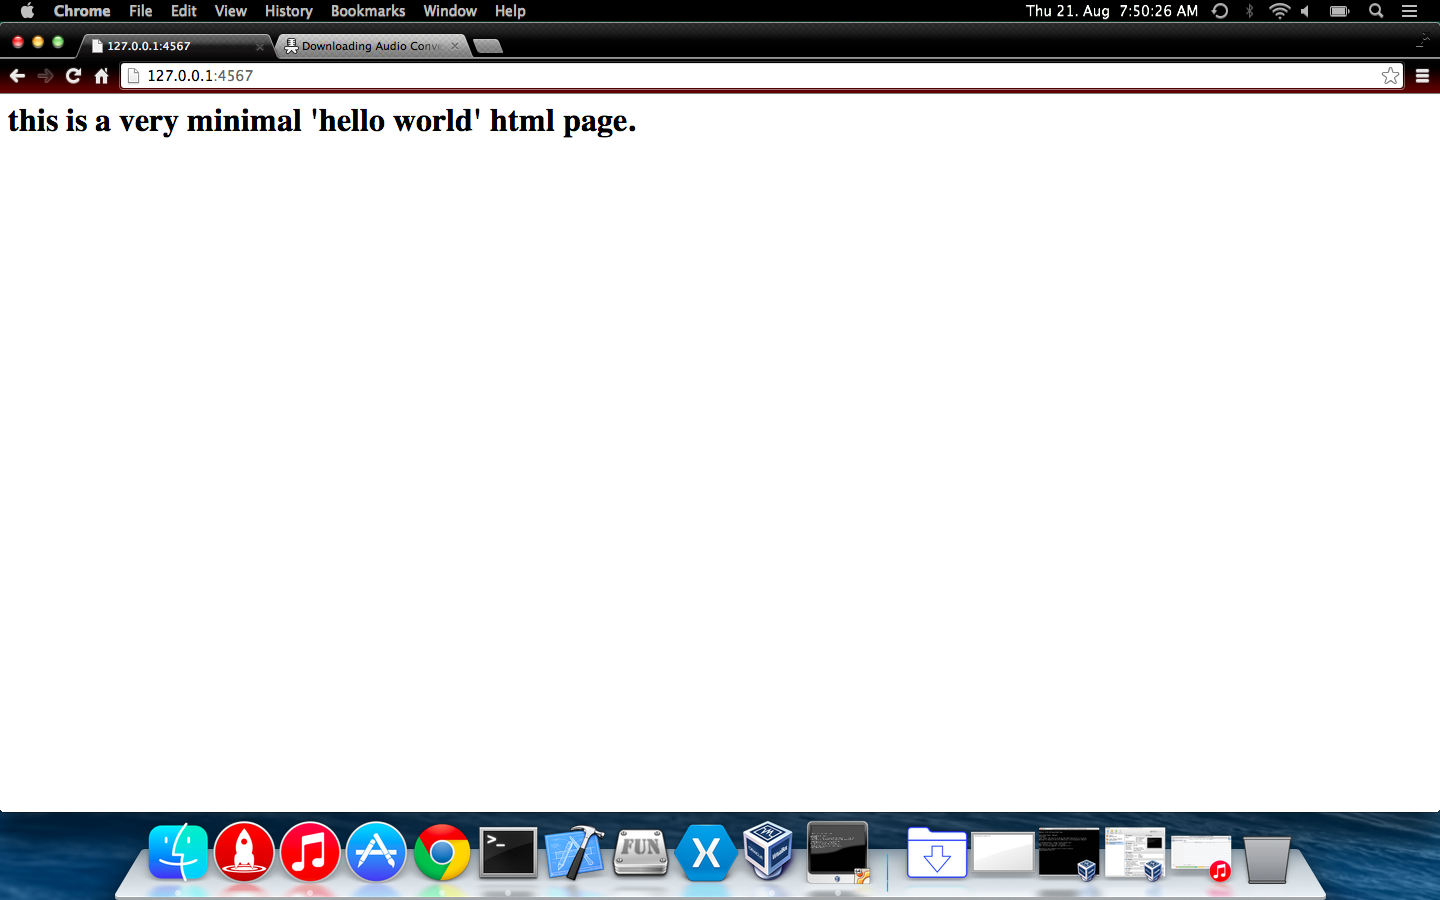 Chrome File Edit View History Bookmarks Window Help Thu 21. Aug 7:50:26 AM
127.0.0.1:4567 Downloading Audio Conv
127.0.0.1:4567
this is a very minimal 'hello world' html page.
>_ FUN X